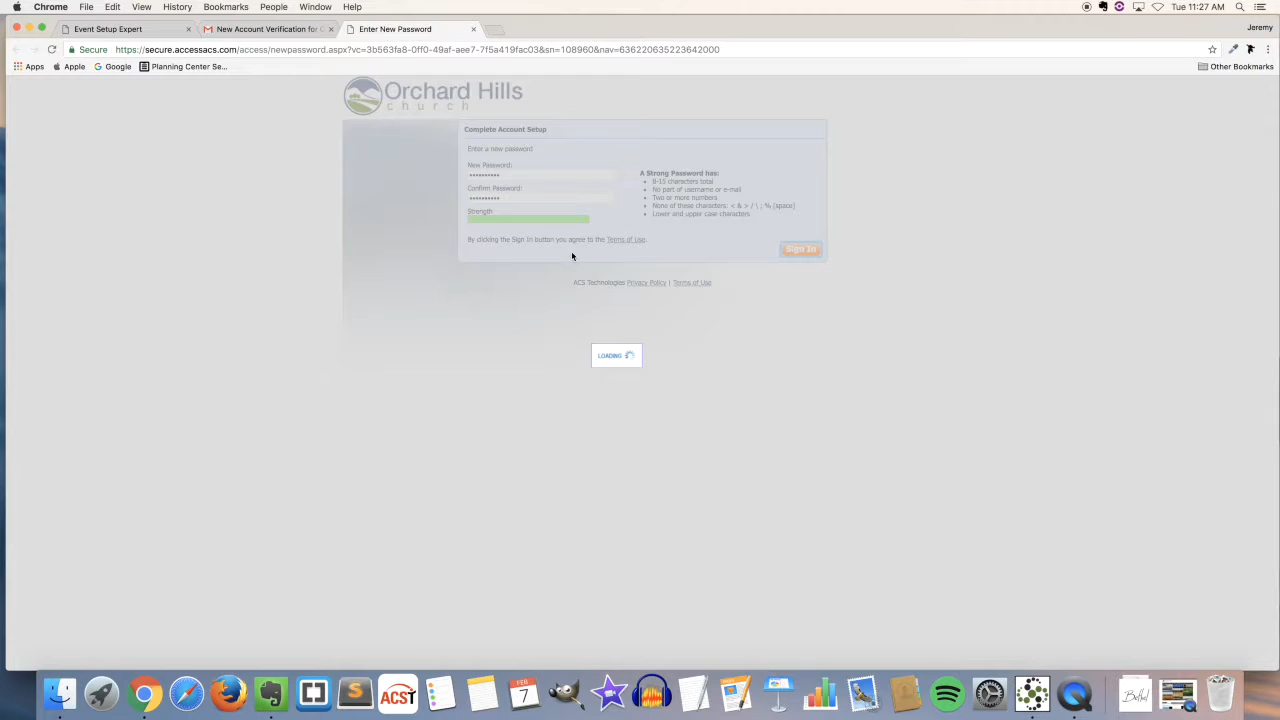 Chrome File Edit View History Bookmarks People Window Help Tue 11:27 AM
Event Setup Expert × New Account Verification for O × Enter New Password × Jeremy
Secure https://secure.accessacs.com/access/newpassword.aspx?vc=3b563fa8-0ff0-49af-aee7-7f5a419fac03&sn=108960&nav=636220635223642000
Apps Apple Google Planning Center Se... Other Bookmarks
Orchard Hills
church
Complete Account Setup
Enter a new password
New Password:
••••••••••
Confirm Password:
••••••••••
Strength
A Strong Password has:
• 8-15 characters total
• No part of username or e-mail
• Two or more numbers
• None of these characters: < & > / \ ; % (space)
• Lower and upper case characters
By clicking the Sign In button you agree to the Terms of Use.
Sign In
ACS Technologies Privacy Policy | Terms of Use
LOADING
ACST
FEB
7
Bethel